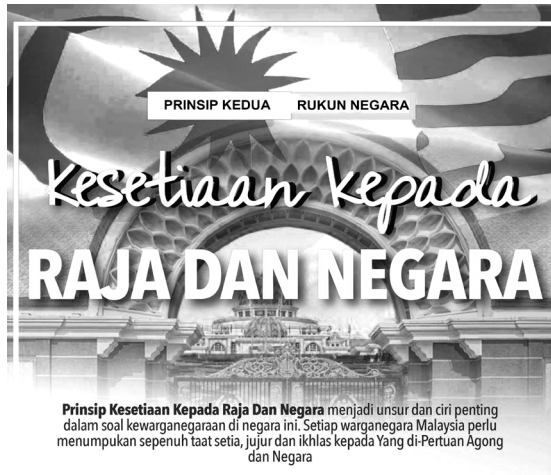 PRINSIP KEDUA RUKUN NEGARA
Kesetiaan Kepada
RAJA DAN NEGARA
Prinsip Kesetiaan Kepada Raja Dan Negara menjadi unsur dan ciri penting
dalam soal kewarganegaraan di negara ini. Setiap warganegara Malaysia perlu
menumpukan sepenuh taat setia, jujur dan ikhlas kepada Yang di-Pertuan Agong
dan Negara